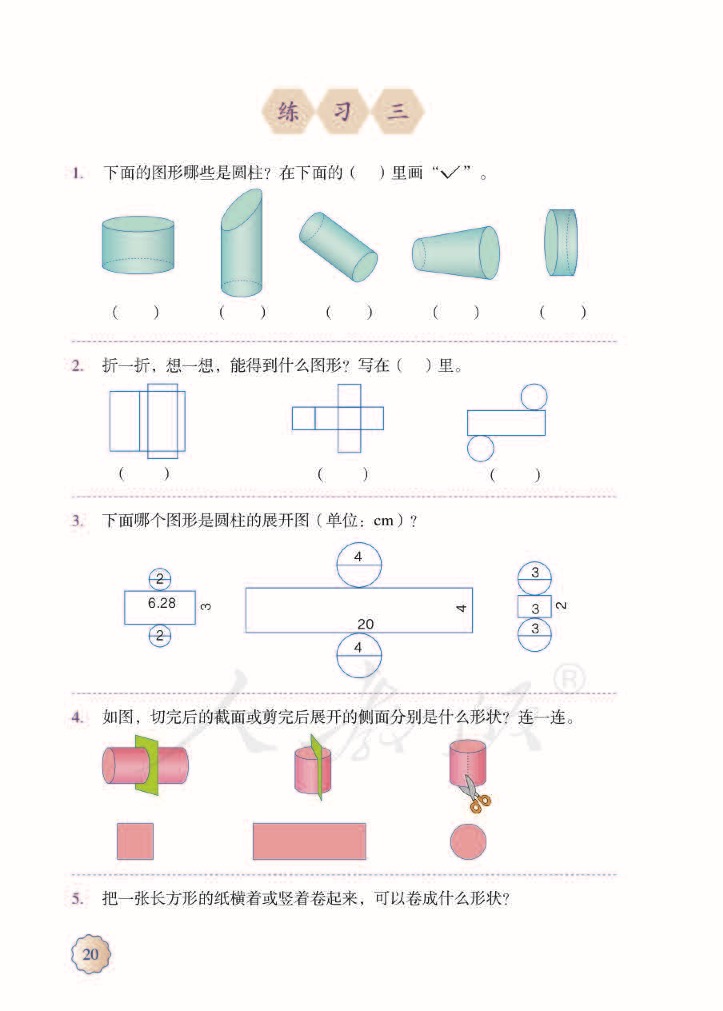 练习三
1. 下面的图形哪些是圆柱？在下面的（　）里画“✓”。
（　）（　）（　）（　）（　）
2. 折一折，想一想，能得到什么图形？写在（　）里。
（　）（　）（　）
3. 下面哪个图形是圆柱的展开图（单位：cm）？
2
6.28 3
2
4
20 4
4
3
3 2
3
人教版®
4. 如图，切完后的截面或剪完后展开的侧面分别是什么形状？连一连。
5. 把一张长方形的纸横着或竖着卷起来，可以卷成什么形状？
20